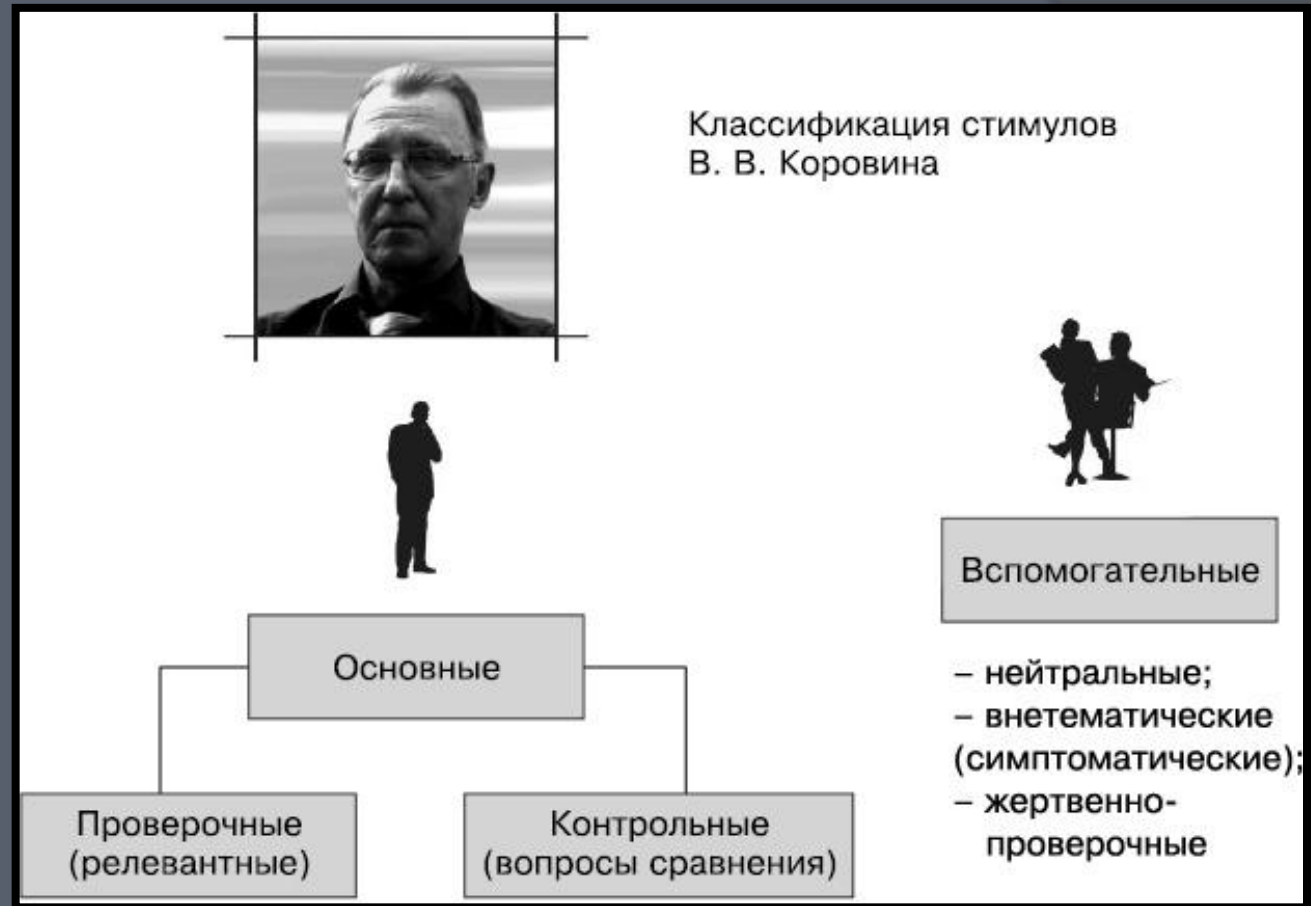 Классификация стимулов
В. В. Коровина
Вспомогательные
– нейтральные;
– внетематические
(симптоматические);
– жертвенно-
проверочные
Основные
Проверочные
(релевантные)
Контрольные
(вопросы сравнения)